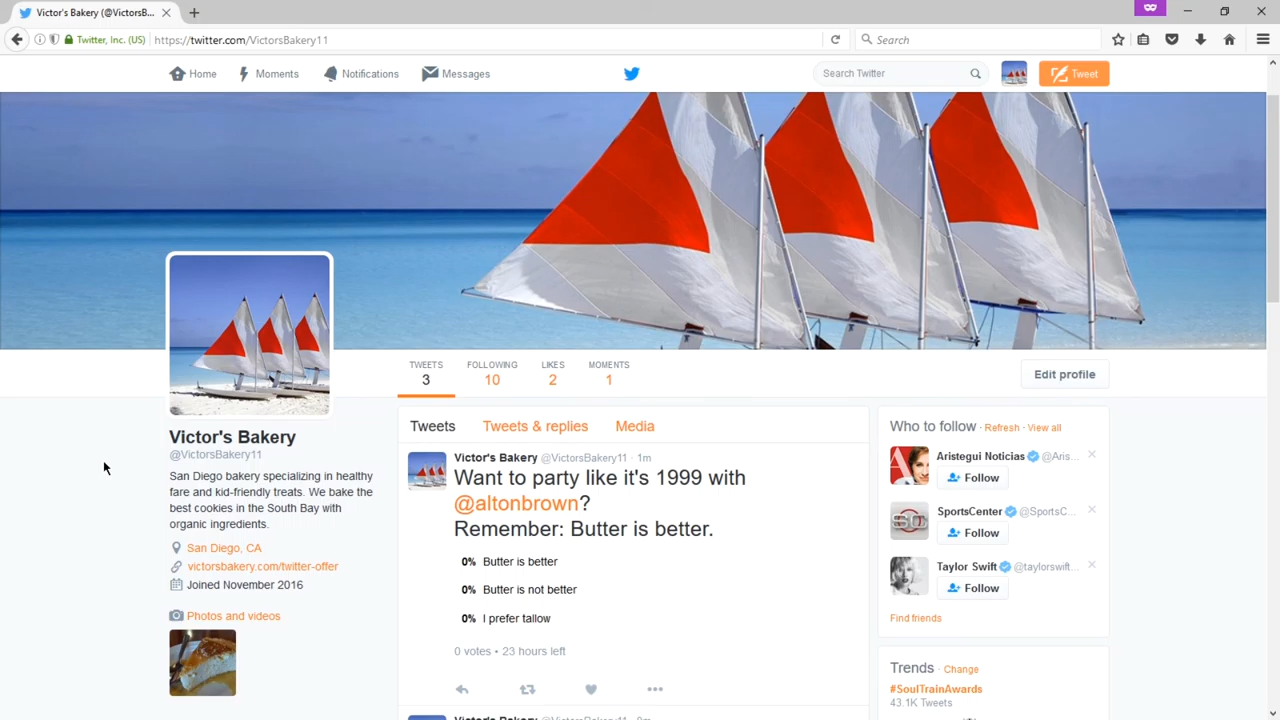 Victor's Bakery (@VictorsB...
Twitter, Inc. (US)
https://twitter.com/VictorsBakery11
Search
Home
Moments
Notifications
Messages
Search Twitter
Tweet
TWEETS
3
FOLLOWING
10
LIKES
2
MOMENTS
1
Edit profile
Victor's Bakery
@VictorsBakery11
San Diego bakery specializing in healthy
fare and kid-friendly treats. We bake the
best cookies in the South Bay with
organic ingredients.
San Diego, CA
victorsbakery.com/twitter-offer
Joined November 2016
Photos and videos
Tweets Tweets & replies Media
Victor's Bakery @VictorsBakery11 · 1m
Want to party like it's 1999 with
@altonbrown?
Remember: Butter is better.
0% Butter is better
0% Butter is not better
0% I prefer tallow
0 votes • 23 hours left
Victor's Bakery @VictorsBakery11
Who to follow · Refresh · View all
Aristegui Noticias @Aris...
Follow
SportsCenter @SportsC...
Follow
Taylor Swift @taylorswift...
Follow
Find friends
Trends · Change
#SoulTrainAwards
43.1K Tweets